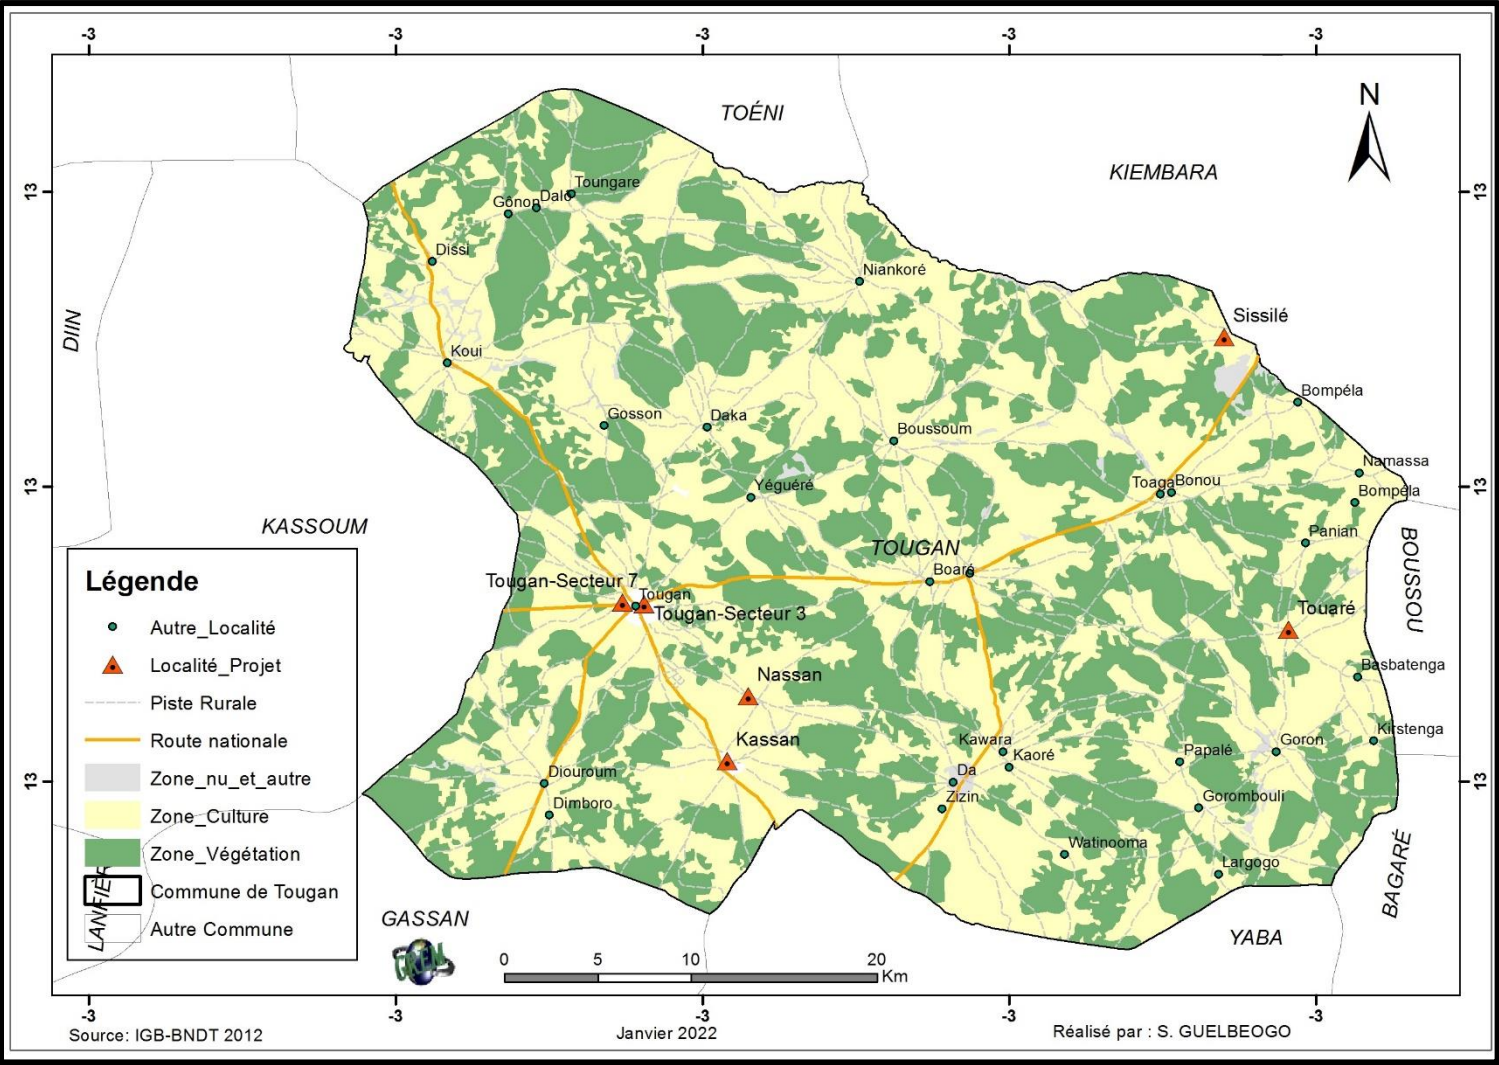 -3 -3 -3 -3 -3
N
TOÉNI
KIEMBARA
13 13
Toungare
Dalo
Gônon
Dissi
Niankoré
Sissilé
DIIN
Koui
Bompéla
Gosson
Daka
Boussoum
Namassa
Yéguéré
Toaga
Bonou
Bompéla
13 13
KASSOUM
Panian
TOUGAN
BOUSSOU
Boaré
Tougan-Secteur 7
Tougan
Tougan-Secteur 3
Touaré
Basbatenga
Nassan
Kirstenga
Kassan
Kawara
Kaoré
Papalé
Goron
Diouroum
Da
13 13
Zizin
Dimboro
Gorombouli
Watinooma
Largogo
BAGARÉ
YABA
GASSAN
Légende
Autre_Localité
Localité_Projet
Piste Rurale
Route nationale
Zone_nu_et_autre
Zone_Culture
Zone_Végétation
Commune de Tougan
Autre Commune
0 5 10 20
Km
-3 -3 -3 -3 -3
Source: IGB-BNDT 2012
Janvier 2022
Réalisé par : S. GUELBEOGO